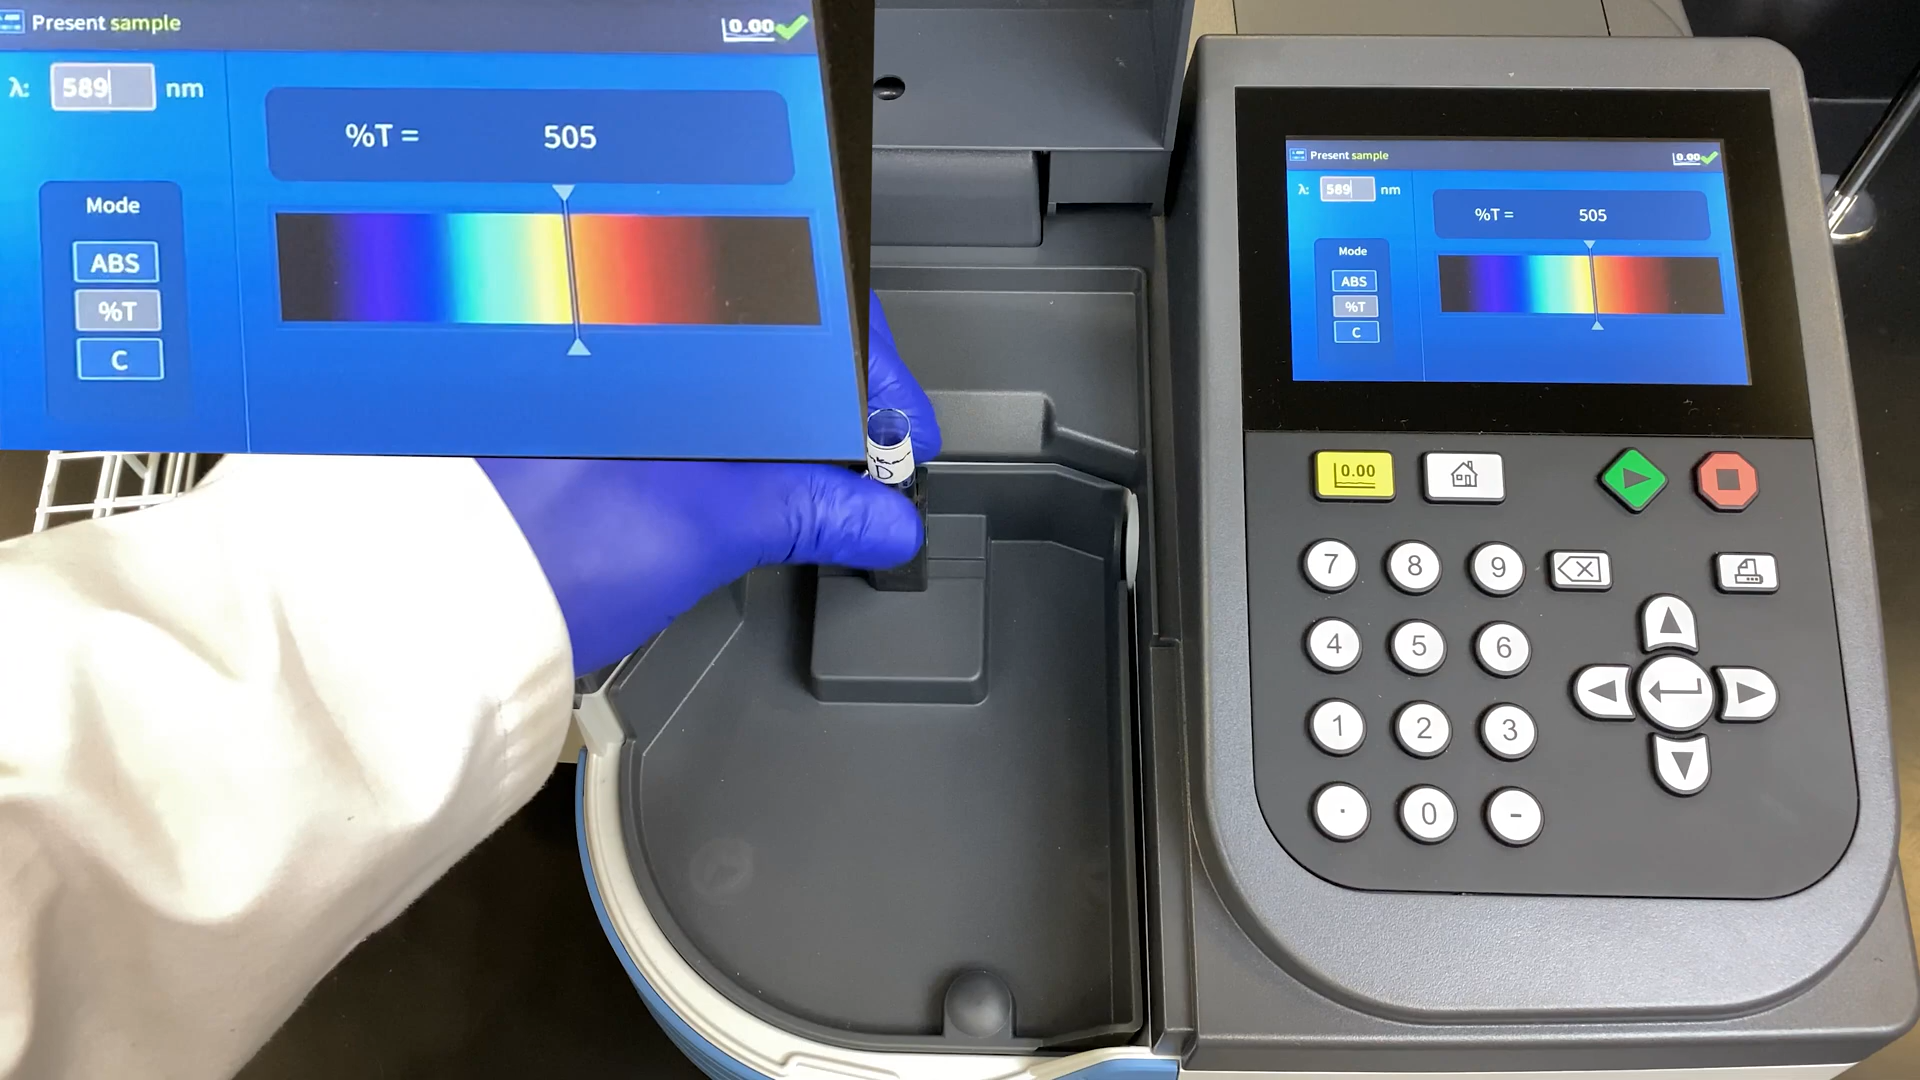 Present sample
0.00
λ: 589 nm
%T = 505
Mode
ABS
%T
C
Present sample
0.00
λ: 589 nm
%T = 505
Mode
ABS
%T
C
D
0.00
7 8 9
4 5 6
1 2 3
· 0 -